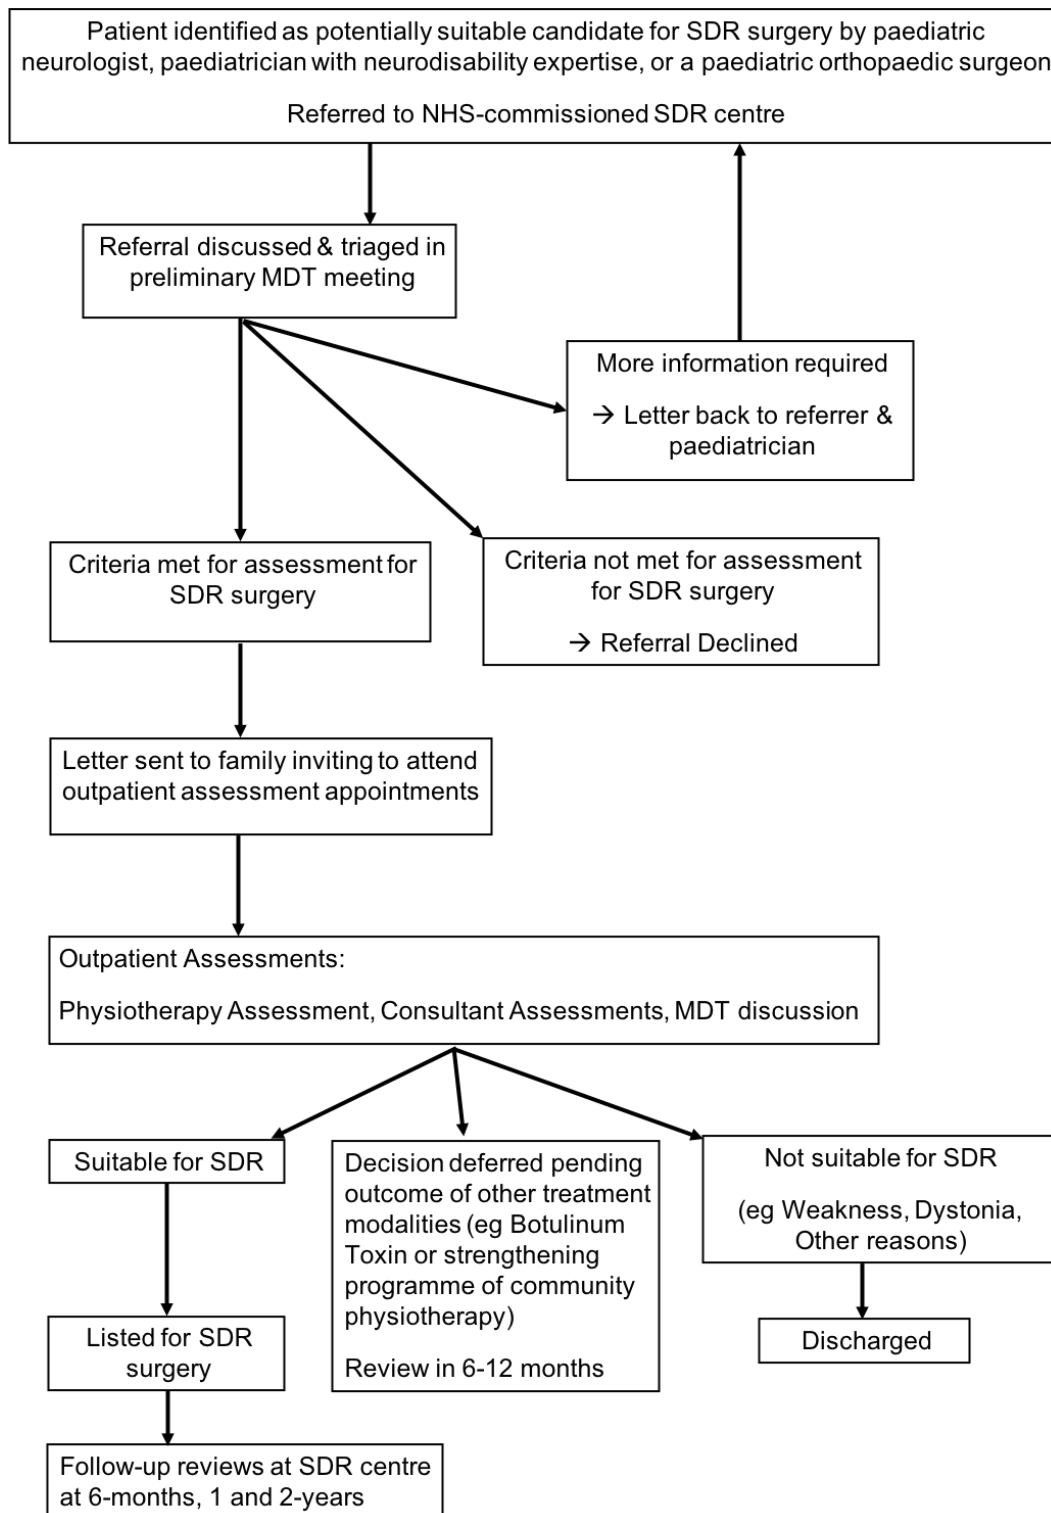 Patient identified as potentially suitable candidate for SDR surgery by paediatric
neurologist, paediatrician with neurodisability expertise, or a paediatric orthopaedic surgeon
Referred to NHS-commissioned SDR centre
Referral discussed & triaged in
preliminary MDT meeting
More information required
→ Letter back to referrer &
paediatrician
Criteria met for assessment for
SDR surgery
Criteria not met for assessment
for SDR surgery
→ Referral Declined
Letter sent to family inviting to attend
outpatient assessment appointments
Outpatient Assessments:
Physiotherapy Assessment, Consultant Assessments, MDT discussion
Suitable for SDR
Decision deferred pending
outcome of other treatment
modalities (eg Botulinum
Toxin or strengthening
programme of community
physiotherapy)
Review in 6-12 months
Not suitable for SDR
(eg Weakness, Dystonia,
Other reasons)
Listed for SDR
surgery
Discharged
Follow-up reviews at SDR centre
at 6-months, 1 and 2-years